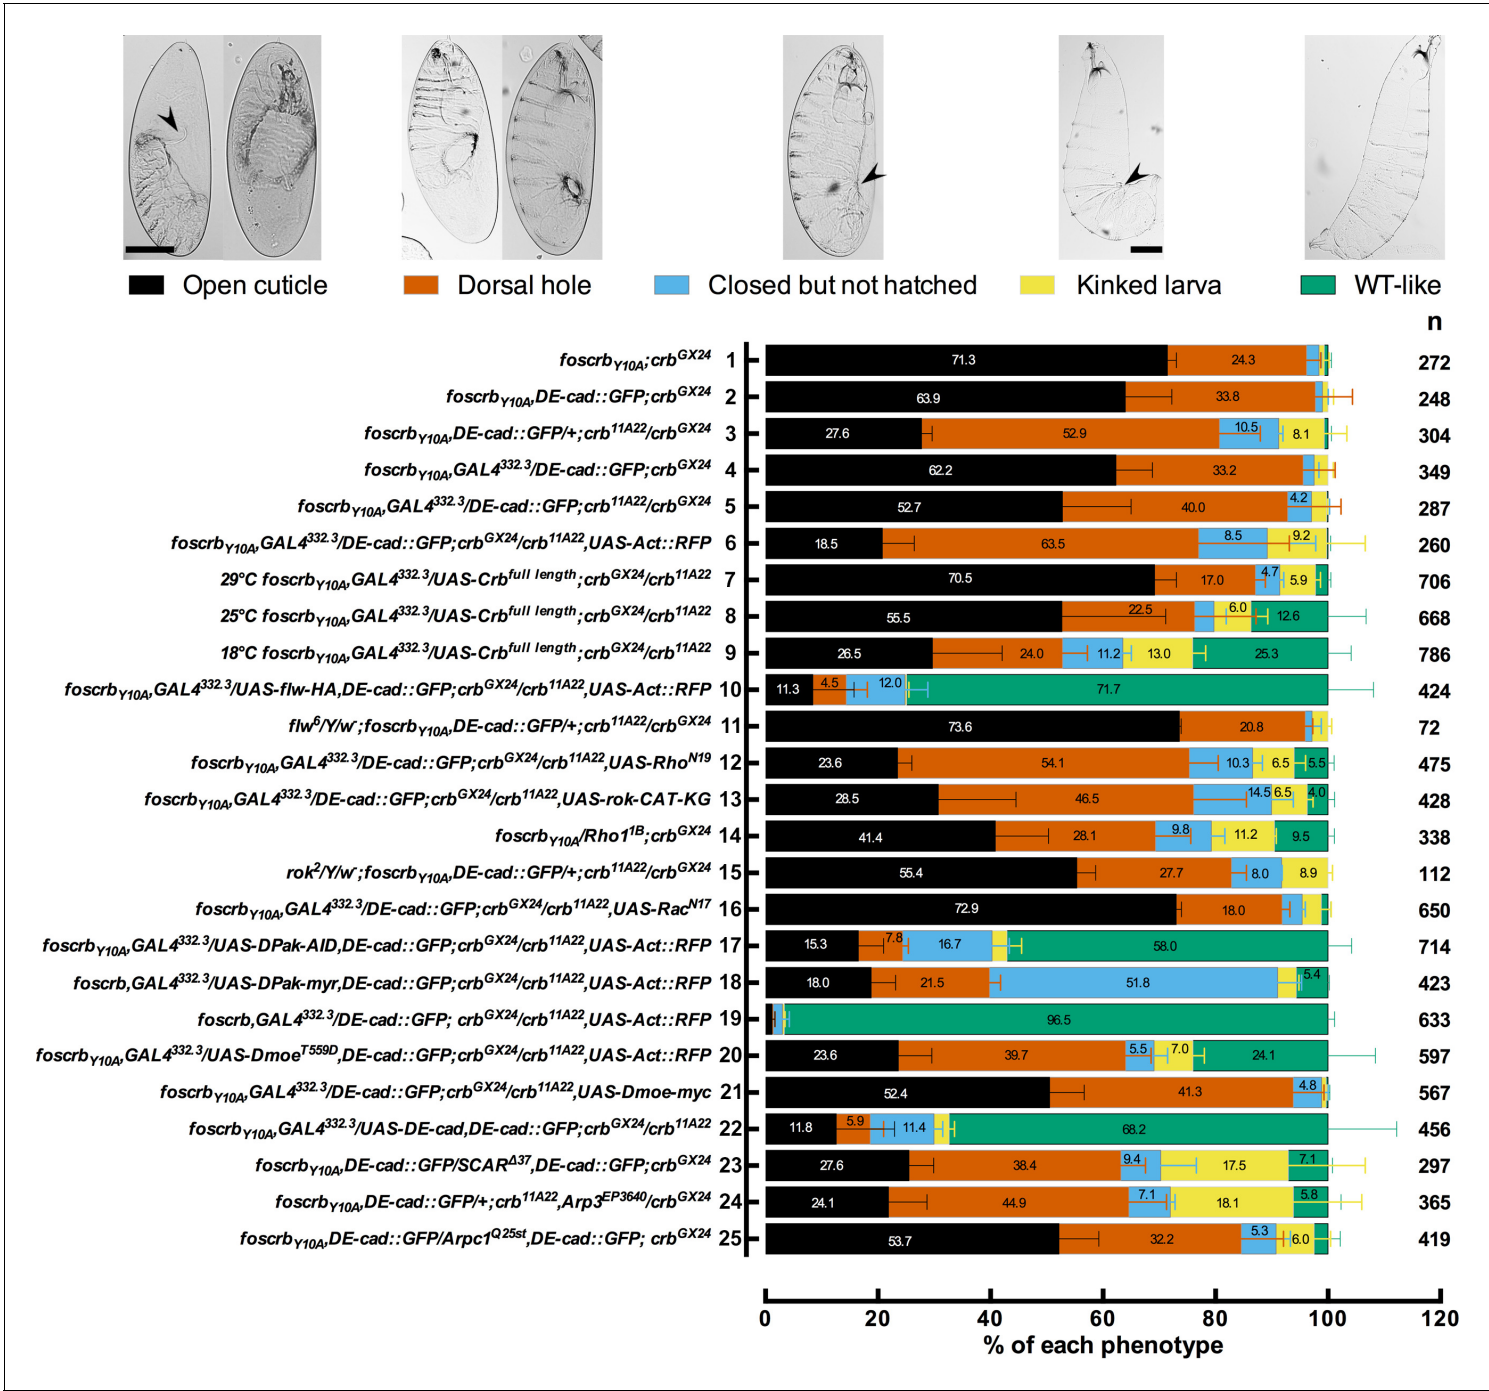 Open cuticle Dorsal hole Closed but not hatched Kinked larva WT-like
n
foscrbY10A;crbGX24 1 71.3 24.3 272
foscrbY10A,DE-cad::GFP;crbGX24 2 63.9 33.8 248
foscrbY10A,DE-cad::GFP/+;crb11A22/crbGX24 3 27.6 52.9 10.5 8.1 304
foscrbY10A,GAL4332.3/DE-cad::GFP;crbGX24 4 62.2 33.2 349
foscrbY10A,GAL4332.3/DE-cad::GFP;crb11A22/crbGX24 5 52.7 40.0 4.2 287
foscrbY10A,GAL4332.3/DE-cad::GFP;crbGX24/crb11A22,UAS-Act::RFP 6 18.5 63.5 8.5 9.2 260
29°C foscrbY10A,GAL4332.3/UAS-Crbfull length;crbGX24/crb11A22 7 70.5 17.0 4.7 5.9 706
25°C foscrbY10A,GAL4332.3/UAS-Crbfull length;crbGX24/crb11A22 8 55.5 22.5 6.0 12.6 668
18°C foscrbY10A,GAL4332.3/UAS-Crbfull length;crbGX24/crb11A22 9 26.5 24.0 11.2 13.0 25.3 786
foscrbY10A,GAL4332.3/UAS-flw-HA,DE-cad::GFP;crbGX24/crb11A22,UAS-Act::RFP 10 11.3 4.5 12.0 71.7 424
flw6/Y/w-;foscrbY10A,DE-cad::GFP/+;crb11A22/crbGX24 11 73.6 20.8 72
foscrbY10A,GAL4332.3/DE-cad::GFP;crbGX24/crb11A22,UAS-RhoN19 12 23.6 54.1 10.3 6.5 5.5 475
foscrbY10A,GAL4332.3/DE-cad::GFP;crbGX24/crb11A22,UAS-rok-CAT-KG 13 28.5 46.5 14.5 6.5 4.0 428
foscrbY10A/Rho11B;crbGX24 14 41.4 28.1 9.8 11.2 9.5 338
rok2/Y/w-;foscrbY10A,DE-cad::GFP/+;crb11A22/crbGX24 15 55.4 27.7 8.0 8.9 112
foscrbY10A,GAL4332.3/DE-cad::GFP;crbGX24/crb11A22,UAS-RacN17 16 72.9 18.0 650
foscrbY10A,GAL4332.3/UAS-DPak-AID,DE-cad::GFP;crbGX24/crb11A22,UAS-Act::RFP 17 15.3 7.8 16.7 58.0 714
foscrb,GAL4332.3/UAS-DPak-myr,DE-cad::GFP;crbGX24/crb11A22,UAS-Act::RFP 18 18.0 21.5 51.8 5.4 423
foscrb,GAL4332.3/DE-cad::GFP; crbGX24/crb11A22,UAS-Act::RFP 19 96.5 633
foscrbY10A,GAL4332.3/UAS-DmoeT559D,DE-cad::GFP;crbGX24/crb11A22,UAS-Act::RFP 20 23.6 39.7 5.5 7.0 24.1 597
foscrbY10A,GAL4332.3/DE-cad::GFP;crbGX24/crb11A22,UAS-Dmoe-myc 21 52.4 41.3 4.8 567
foscrbY10A,GAL4332.3/UAS-DE-cad,DE-cad::GFP;crbGX24/crb11A22 22 11.8 5.9 11.4 68.2 456
foscrbY10A,DE-cad::GFP/SCARΔ37,DE-cad::GFP;crbGX24 23 27.6 38.4 9.4 17.5 7.1 297
foscrbY10A,DE-cad::GFP/+;crb11A22,Arp3EP3640/crbGX24 24 24.1 44.9 7.1 18.1 5.8 365
foscrbY10A,DE-cad::GFP/Arpc1Q25st,DE-cad::GFP; crbGX24 25 53.7 32.2 5.3 6.0 419
0 20 40 60 80 100 120
% of each phenotype